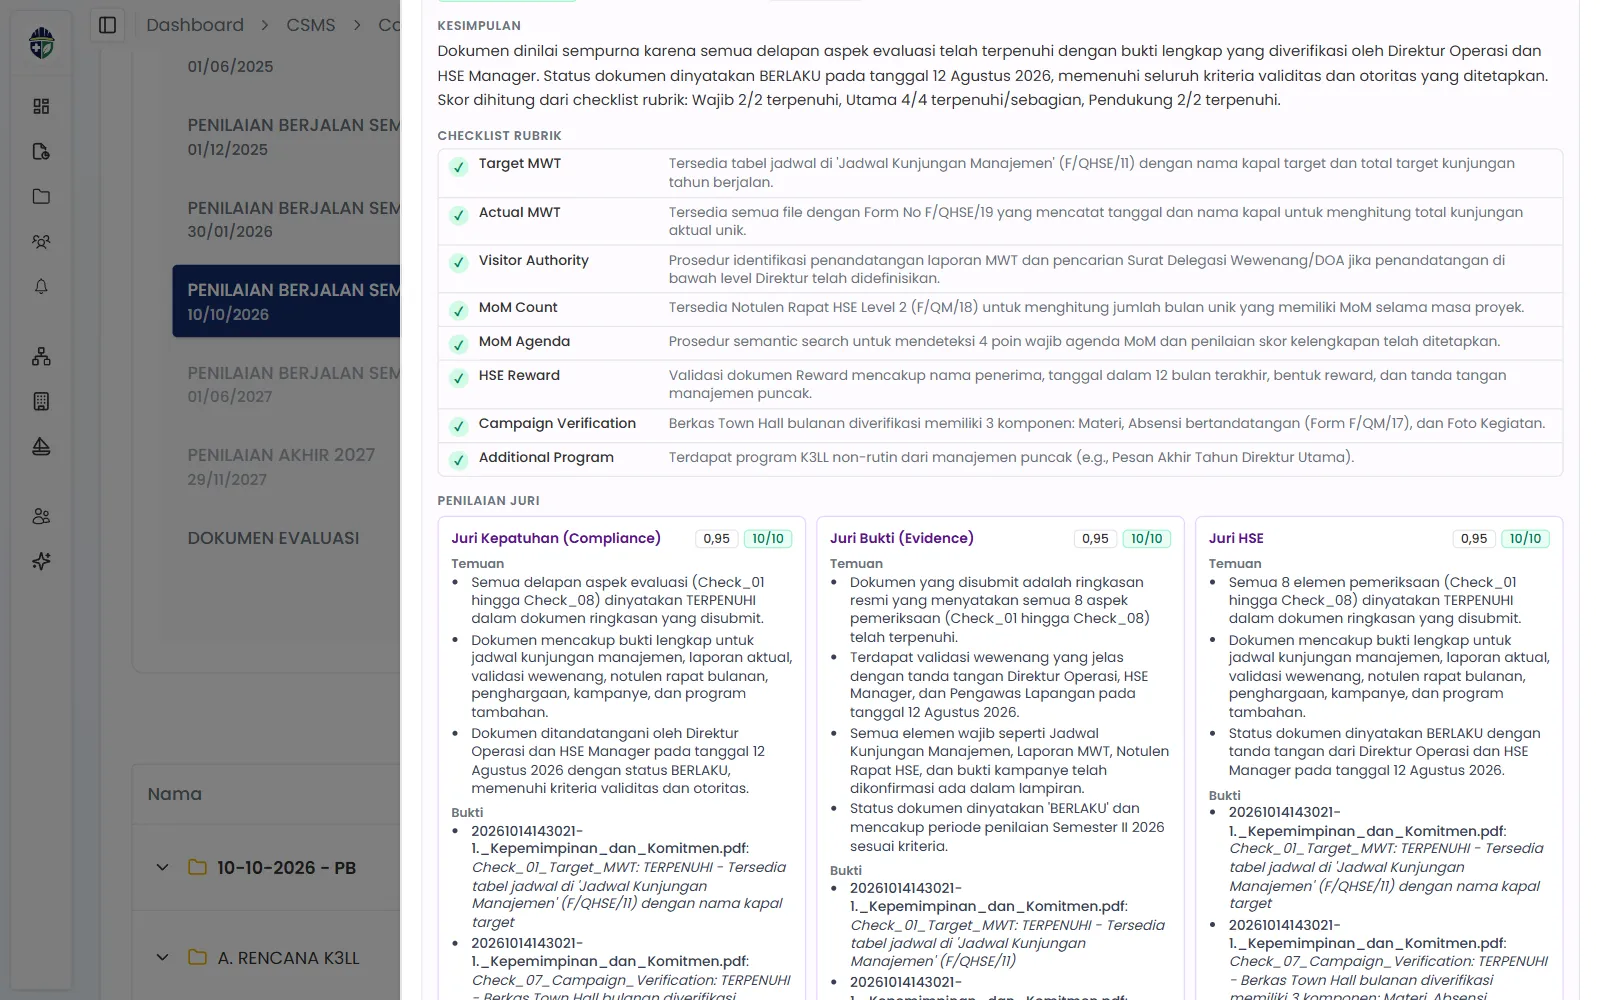 Dashboard > CSMS > Co
01/06/2025
PENILAIAN BERJALAN SEM
01/12/2025
PENILAIAN BERJALAN SEM
30/01/2026
PENILAIAN BERJALAN SEM
10/10/2026
PENILAIAN BERJALAN SEM
01/06/2027
PENILAIAN AKHIR 2027
29/11/2027
DOKUMEN EVALUASI
Nama
10-10-2026 - PB
A. RENCANA K3LL
KESIMPULAN
Dokumen dinilai sempurna karena semua delapan aspek evaluasi telah terpenuhi dengan bukti lengkap yang diverifikasi oleh Direktur Operasi dan
HSE Manager. Status dokumen dinyatakan BERLAKU pada tanggal 12 Agustus 2026, memenuhi seluruh kriteria validitas dan otoritas yang ditetapkan.
Skor dihitung dari checklist rubrik: Wajib 2/2 terpenuhi, Utama 4/4 terpenuhi/sebagian, Pendukung 2/2 terpenuhi.
CHECKLIST RUBRIK
Target MWT
Tersedia tabel jadwal di 'Jadwal Kunjungan Manajemen' (F/QHSE/11) dengan nama kapal target dan total target kunjungan
tahun berjalan.
Actual MWT
Tersedia semua file dengan Form No F/QHSE/19 yang mencatat tanggal dan nama kapal untuk menghitung total kunjungan
aktual unik.
Visitor Authority
Prosedur identifikasi penandatangan laporan MWT dan pencarian Surat Delegasi Wewenang/DOA jika penandatangan di
bawah level Direktur telah didefinisikan.
MoM Count
Tersedia Notulen Rapat HSE Level 2 (F/QM/18) untuk menghitung jumlah bulan unik yang memiliki MoM selama masa proyek.
MoM Agenda
Prosedur semantic search untuk mendeteksi 4 poin wajib agenda MoM dan penilaian skor kelengkapan telah ditetapkan.
HSE Reward
Validasi dokumen Reward mencakup nama penerima, tanggal dalam 12 bulan terakhir, bentuk reward, dan tanda tangan
manajemen puncak.
Campaign Verification
Berkas Town Hall bulanan diverifikasi memiliki 3 komponen: Materi, Absensi bertandatangan (Form F/QM/17), dan Foto Kegiatan.
Additional Program
Terdapat program K3LL non-rutin dari manajemen puncak (e.g., Pesan Akhir Tahun Direktur Utama).
PENILAIAN JURI
Juri Kepatuhan (Compliance) 0,95 10/10
Temuan
• Semua delapan aspek evaluasi (Check_01
hingga Check_08) dinyatakan TERPENUHI
dalam dokumen ringkasan yang disubmit.
• Dokumen mencakup bukti lengkap untuk
jadwal kunjungan manajemen, laporan aktual,
validasi wewenang, notulen rapat bulanan,
penghargaan, kampanye, dan program
tambahan.
• Dokumen ditandatangani oleh Direktur
Operasi dan HSE Manager pada tanggal 12
Agustus 2026 dengan status BERLAKU,
memenuhi kriteria validitas dan otoritas.
Bukti
• 20261014143021-
1._Kepemimpinan_dan_Komitmen.pdf:
Check_01_Target_MWT: TERPENUHI - Tersedia
tabel jadwal di 'Jadwal Kunjungan
Manajemen' (F/QHSE/11) dengan nama kapal
target
• 20261014143021-
1._Kepemimpinan_dan_Komitmen.pdf:
Check_07_Campaign_Verification: TERPENUHI
- Berkas Town Hall bulanan diverifikasi
Juri Bukti (Evidence) 0,95 10/10
Temuan
• Dokumen yang disubmit adalah ringkasan
resmi yang menyatakan semua 8 aspek
pemeriksaan (Check_01 hingga Check_08)
telah terpenuhi.
• Terdapat validasi wewenang yang jelas
dengan tanda tangan Direktur Operasi, HSE
Manager, dan Pengawas Lapangan pada
tanggal 12 Agustus 2026.
• Semua elemen wajib seperti Jadwal
Kunjungan Manajemen, Laporan MWT, Notulen
Rapat HSE, dan bukti kampanye telah
dikonfirmasi ada dalam lampiran.
• Status dokumen dinyatakan 'BERLAKU' dan
mencakup periode penilaian Semester II 2026
sesuai kriteria.
Bukti
• 20261014143021-
1._Kepemimpinan_dan_Komitmen.pdf:
Check_01_Target_MWT: TERPENUHI - Tersedia
tabel jadwal di 'Jadwal Kunjungan
Manajemen' (F/QHSE/11)
• 20261014143021-
1._Kepemimpinan_dan_Komitmen.pdf:
Juri HSE 0,95 10/10
Temuan
• Semua 8 elemen pemeriksaan (Check_01
hingga Check_08) dinyatakan TERPENUHI
dalam dokumen ringkasan yang disubmit.
• Dokumen mencakup bukti lengkap untuk
jadwal kunjungan manajemen, laporan aktual,
validasi wewenang, notulen rapat bulanan,
penghargaan, kampanye, dan program
tambahan.
• Status dokumen dinyatakan BERLAKU dengan
tanda tangan dari Direktur Operasi dan HSE
Manager pada tanggal 12 Agustus 2026.
Bukti
• 20261014143021-
1._Kepemimpinan_dan_Komitmen.pdf:
Check_01_Target_MWT: TERPENUHI - Tersedia
tabel jadwal di 'Jadwal Kunjungan
Manajemen' (F/QHSE/11) dengan nama kapal
target
• 20261014143021-
1._Kepemimpinan_dan_Komitmen.pdf:
Check_07_Campaign_Verification: TERPENUHI
- Berkas Town Hall bulanan diverifikasi
memiliki 3 komponen: Materi, Absensi